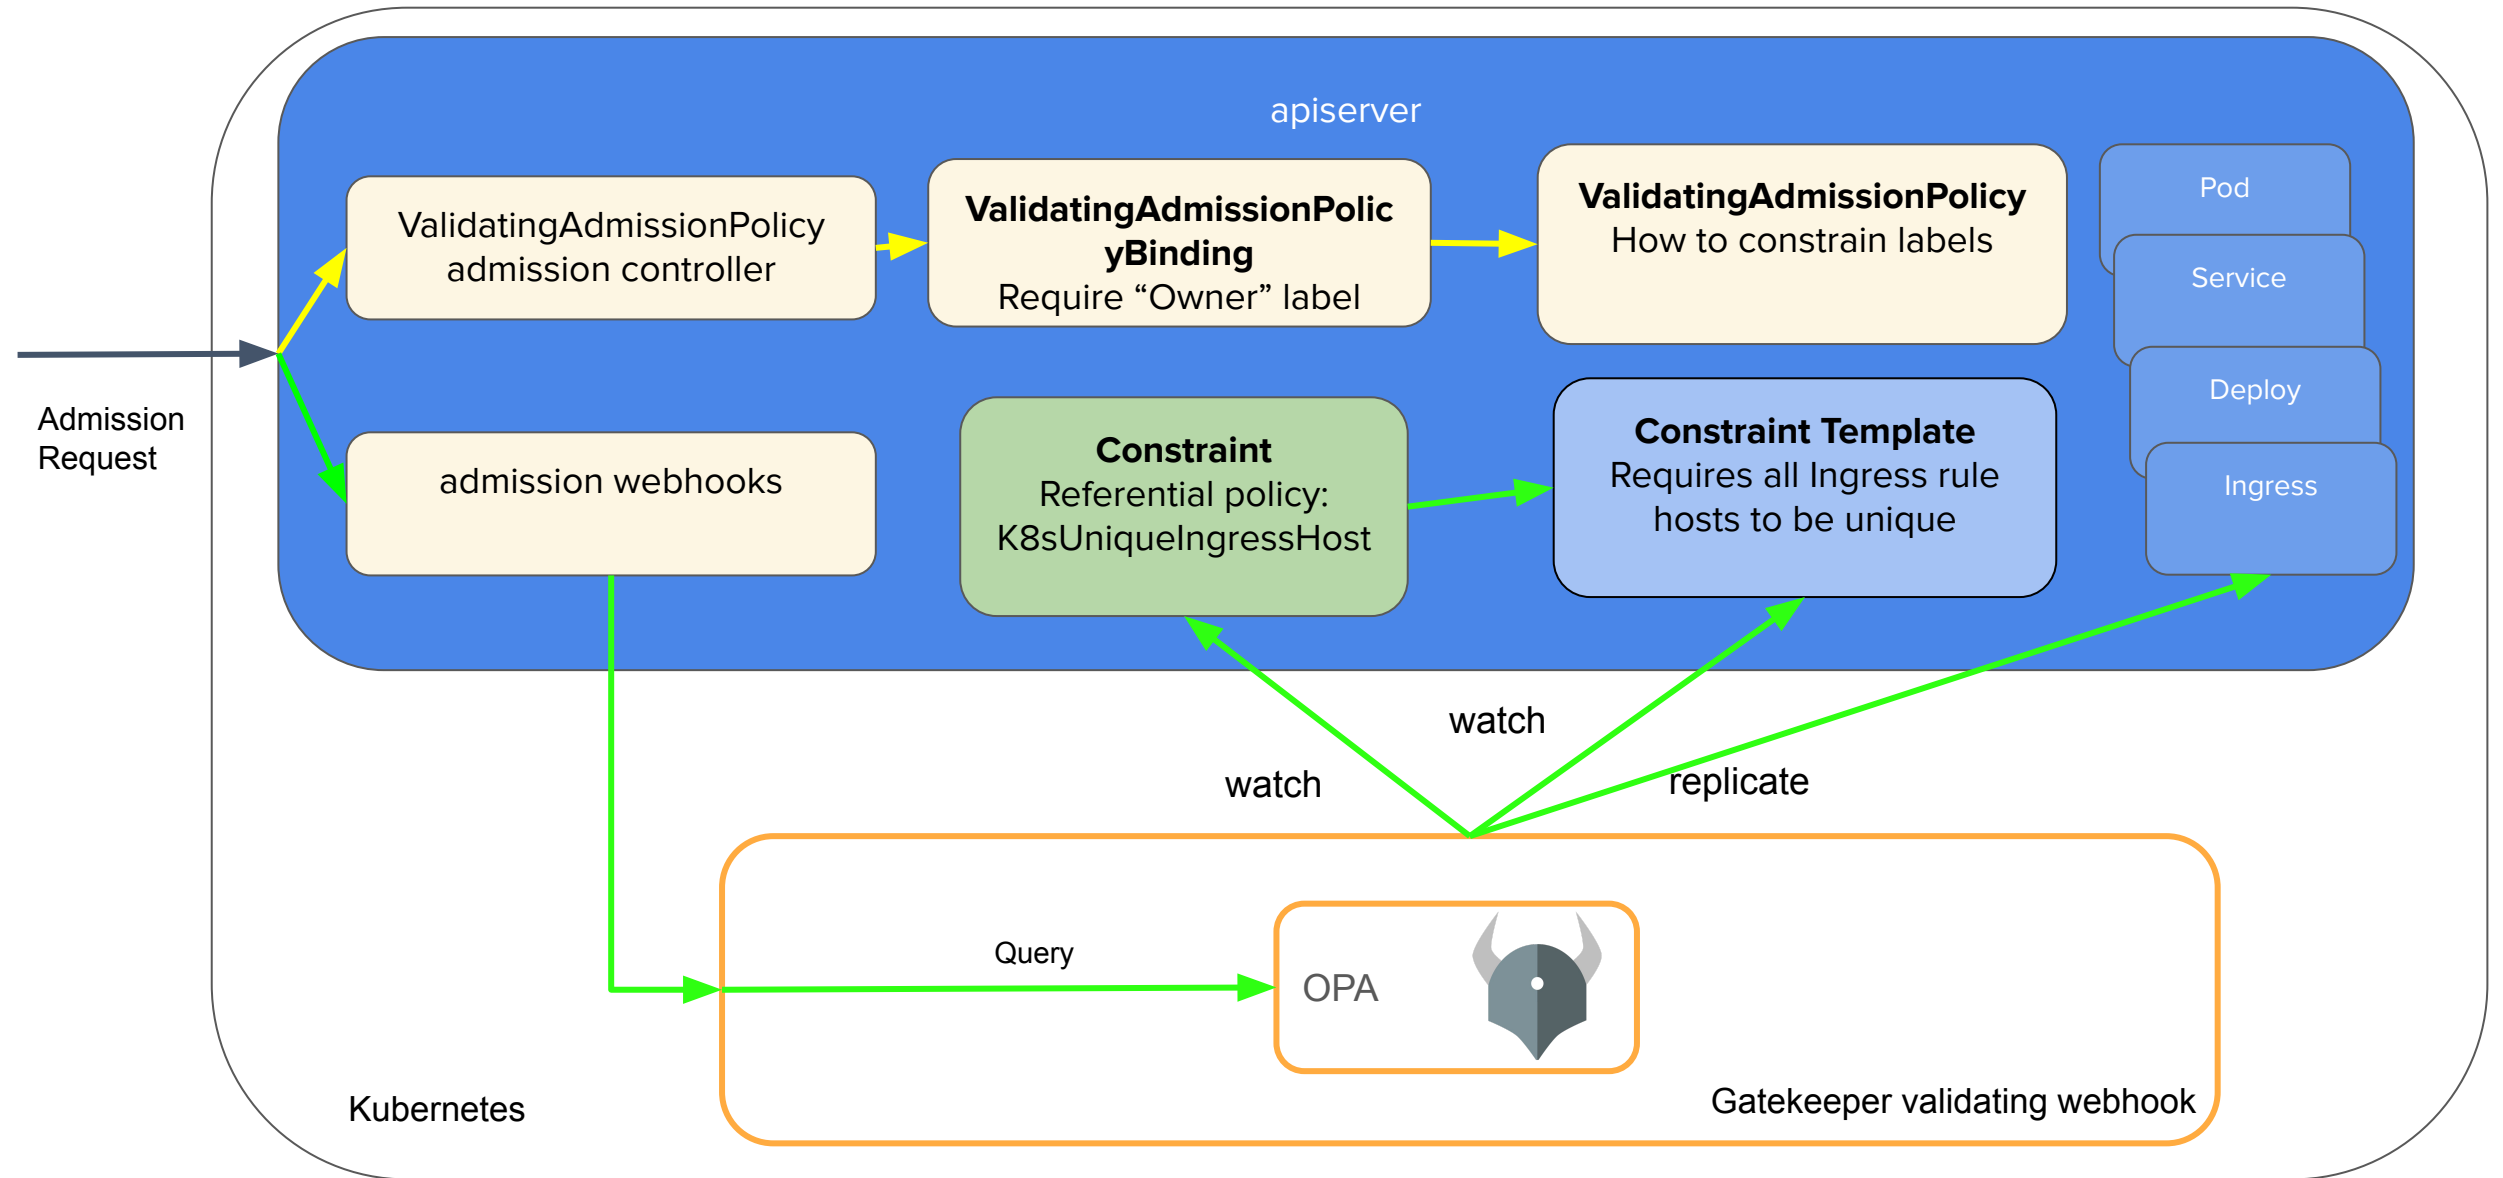 apiserver
ValidatingAdmissionPolicy
admission controller
ValidatingAdmissionPolic
yBinding
Require “Owner” label
ValidatingAdmissionPolicy
How to constrain labels
Pod
Service
Deploy
Ingress
Admission
Request
admission webhooks
Constraint
Referential policy:
K8sUniqueIngressHost
Constraint Template
Requires all Ingress rule
hosts to be unique
watch
watch
replicate
Query
OPA
Kubernetes
Gatekeeper validating webhook